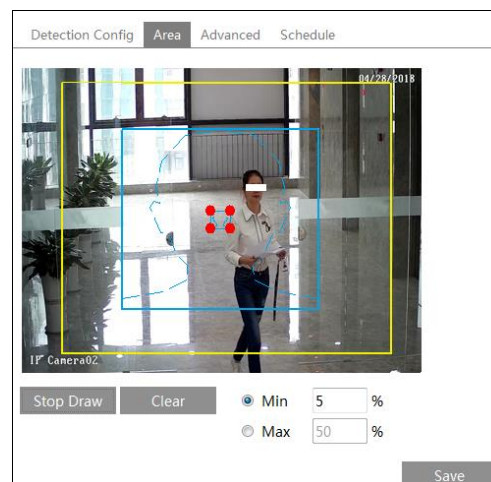 Detection Config Area Advanced Schedule
04/28/2018
IP Camera02
Stop Draw Clear Min 5 %
Max 50 %
Save